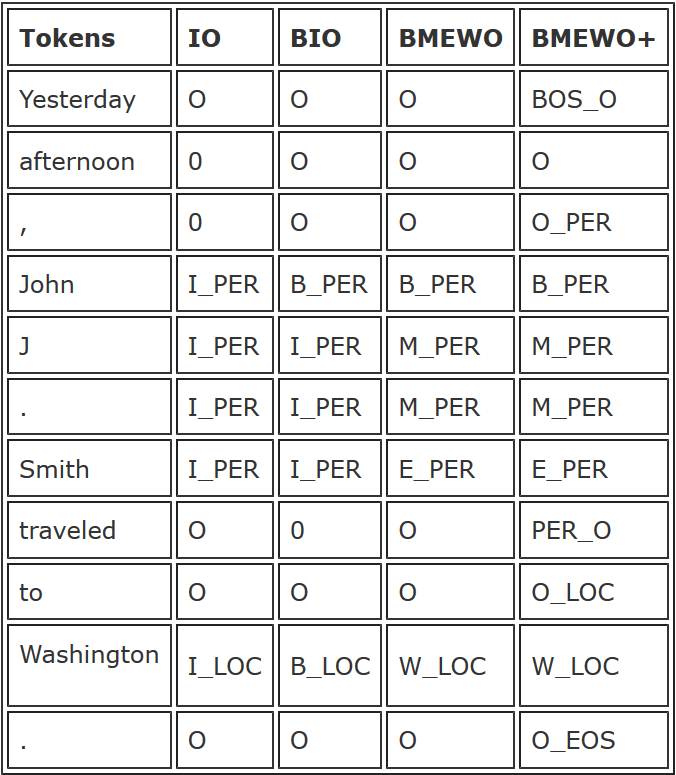 Tokens IO BIO BMEWO BMEWO+
Yesterday O O O BOS_O
afternoon 0 O O O
, 0 O O O_PER
John I_PER B_PER B_PER B_PER
J I_PER I_PER M_PER M_PER
. I_PER I_PER M_PER M_PER
Smith I_PER I_PER E_PER E_PER
traveled O 0 O PER_O
to O O O O_LOC
Washington I_LOC B_LOC W_LOC W_LOC
. O O O O_EOS